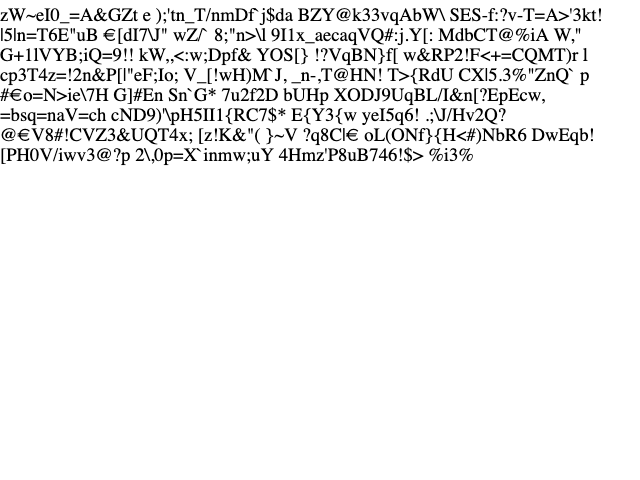 zW~eI0_=A&GZt e );'tn_T/nmDf`j$da BZY@k33vqAbW\ SES-f:?v-T=A>'3kt!
|5|n=T6E"uB €[dI7\J" wZ/` 8;"n>\l 9I1x_aecaqVQ#:j.Y[: MdbCT@%iA W,"
G+1lVYB;iQ=9!! kW,,<:w;Dpf& YOS[} !?VqBN}f[ w&RP2!F<+=CQMT)r l
cp3T4z=!2n&P[|"eF;Io; V_[!wH)M`J, _n-,T@HN! T>{RdU CX|5.3%"ZnQ` p
#€o=N>ie\7H G]#En Sn`G* 7u2f2D bUHp XODJ9UqBL/I&n[?EpEcw,
=bsq=naV=ch cND9)'\pH5II1{RC7$* E{Y3{w yeI5q6! .;\J/Hv2Q?
@€V8#!CVZ3&UQT4x; [z!K&"( }~V ?q8C|€ oL(ONf}{H<#)NbR6 DwEqb!
[PH0V/iwv3@?p 2\,0p=X`inmw;uY 4Hmz'P8uB746!$> %i3%